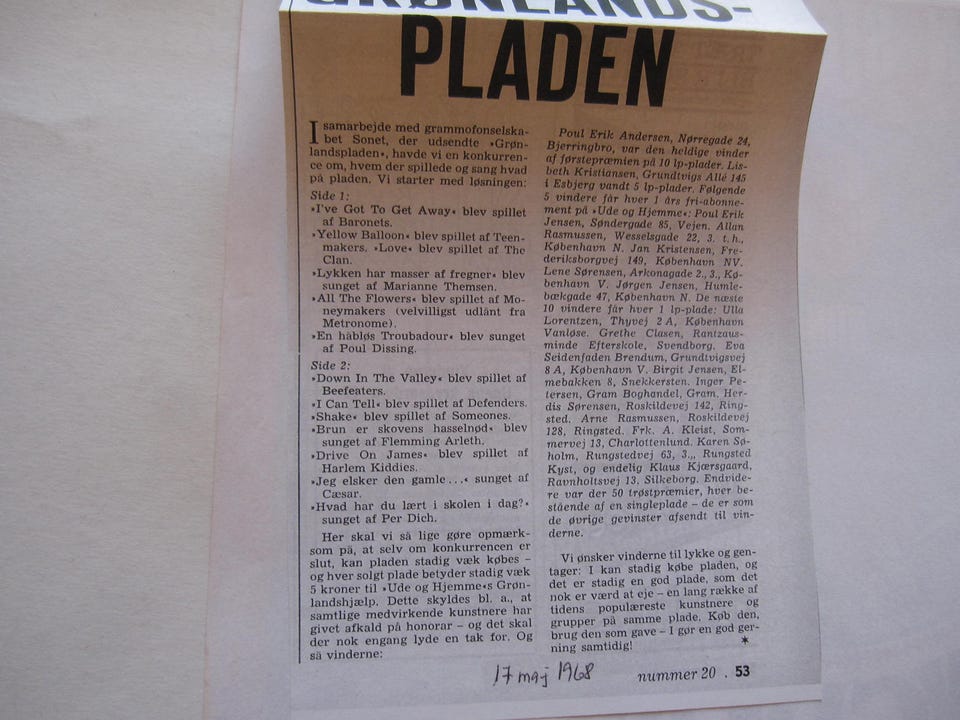 GRØNLANDS-
PLADEN
I samarbejde med grammofonselska-
bet Sonet, der udsendte »Grøn-
landspladen«, havde vi en konkurren-
ce om, hvem der spillede og sang hvad
på pladen. Vi starter med løsningen:
Side 1:
»I've Got To Get Away« blev spillet
af Baronets.
»Yellow Balloon« blev spillet af Teen-
makers. »Love« blev spillet af The
Clan.
»Lykken har masser af fregner« blev
sunget af Marianne Themsen.
»All The Flowers« blev spillet af Mo-
neymakers (velvilligst udlånt fra
Metronome).
»En håbløs Troubadour« blev sunget
af Poul Dissing.
Side 2:
»Down In The Valley« blev spillet af
Beefeaters.
»I Can Tell« blev spillet af Defenders.
»Shake« blev spillet af Someones.
»Brun er skovens hasselnød« blev
sunget af Flemming Arleth.
»Drive On James« blev spillet af
Harlem Kiddies.
»Jeg elsker den gamle...« sunget af
Cæsar.
»Hvad har du lært i skolen i dag?«
sunget af Per Dich.
Her skal vi så lige gøre opmærk-
som på, at selv om konkurrencen er
slut, kan pladen stadig væk købes –
og hver solgt plade betyder stadig væk
5 kroner til »Ude og Hjemme«s Grøn-
landshjælp. Dette skyldes bl. a., at
samtlige medvirkende kunstnere har
givet afkald på honorar – og det skal
der nok engang lyde en tak for. Og
så vinderne:
Poul Erik Andersen, Nørregade 24,
Bjerringbro, var den heldige vinder
af førstepræmien på 10 lp-plader. Lis-
beth Kristiansen, Grundtvigs Allé 145
i Esbjerg vandt 5 lp-plader. Følgende
5 vindere får hver 1 års fri-abonne-
ment på »Ude og Hjemme«: Poul Erik
Jensen, Søndergade 85, Vejen. Allan
Rasmussen, Wesselsgade 22, 3. t.h.,
København N. Jan Kristensen, Fre-
deriksborgvej 149, København NV.
Lene Sørensen, Arkonagade 2., 3., Kø-
benhavn V. Jørgen Jensen, Humle-
bækgade 47, København N. De næste
10 vindere får hver 1 lp-plade: Ulla
Lorentzen, Thyvej 2 A, København
Vanløse. Grethe Claxen, Rantzaus-
minde Efterskole, Svendborg. Eva
Seidenfaden Brendum, Grundtvigsvej
8 A, København V. Birgit Jensen, El-
mebakken 8, Snekkersten. Inger Pe-
tersen, Gram Boghandel, Gram. Her-
dis Sørensen, Roskildevej 142, Ring-
sted. Arne Rasmussen, Roskildevej
128, Ringsted. Frk. A. Kleist, Som-
mervej 13, Charlottenlund. Karen Sø-
holm, Rungstedvej 63, 3.,, Rungsted
Kyst, og endelig Klaus Kjærsgaard,
Ravnholtsvej 13, Silkeborg. Endvide-
re var der 50 trøstpræmier, hver be-
stående af en singleplade – de er som
de øvrige gevinster afsendt til vin-
derne.
Vi ønsker vinderne til lykke og gen-
tager: I kan stadig købe pladen, og
det er stadig en god plade, som det
nok er værd at eje – en lang række af
tidens populæreste kunstnere og
grupper på samme plade. Køb den,
brug den som gave – I gør en god ger-
ning samtidig! *
17 maj 1968
nummer 20 . 53